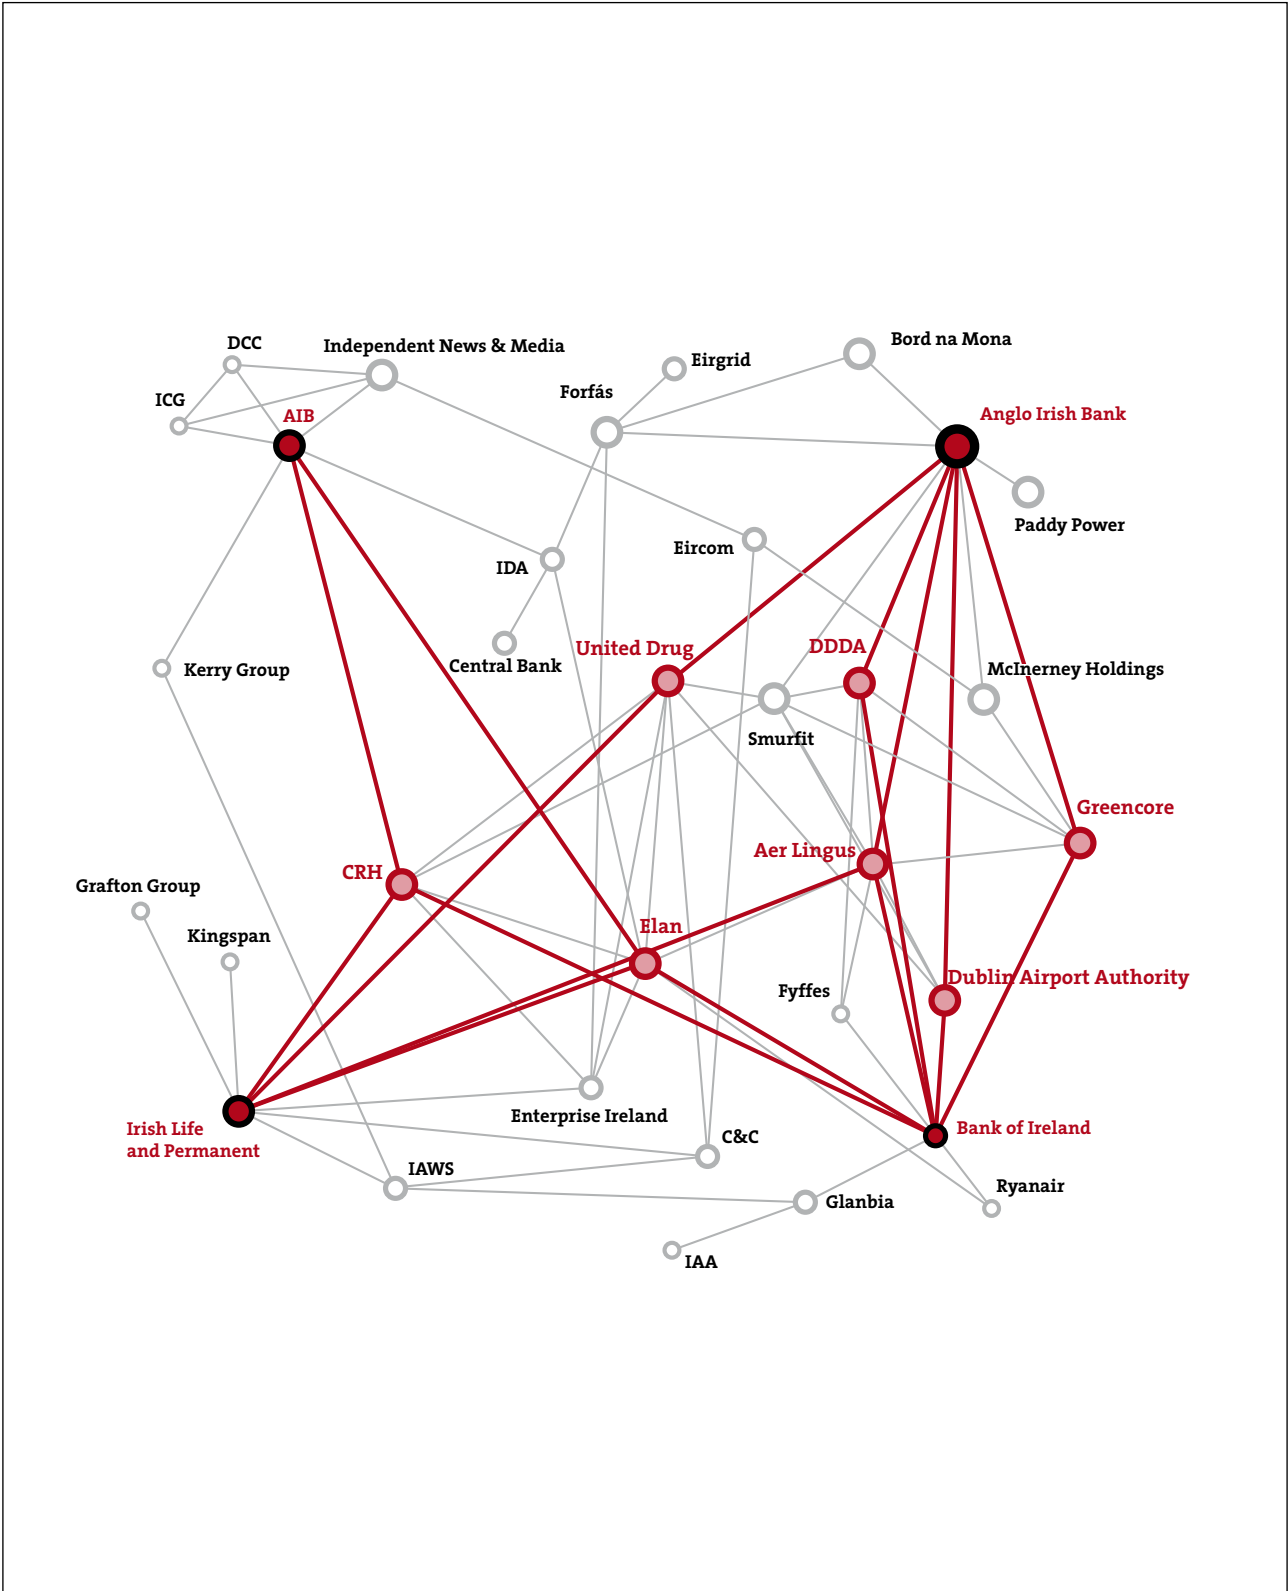 Bord na Mona
DCC
Independent News & Media
Eirgrid
Forfás
ICG
AIB
Anglo Irish Bank
Paddy Power
Eircom
IDA
United Drug
DDDA
Central Bank
Kerry Group
McInerney Holdings
Smurfit
Greencore
Aer Lingus
CRH
Grafton Group
Elan
Kingspan
Dublin Airport Authority
Fyffes
Enterprise Ireland
Irish Life
and Permanent
Bank of Ireland
C&C
IAWS
Ryanair
Glanbia
IAA